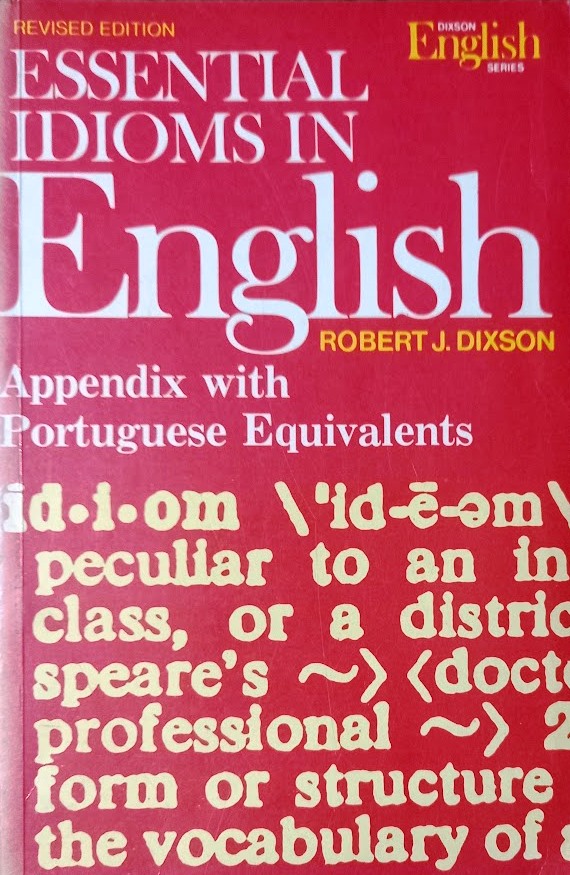 REVISED EDITION
DIXSON
English
SERIES
ESSENTIAL
IDIOMS IN
English
ROBERT J. DIXSON
Appendix with
Portuguese Equivalents
id•i•om \'id-ē-əm\
peculiar to an in
class, or a distric
speare's ~⟩ ⟨docto
professional ~⟩ 2
form or structure
the vocabulary of a